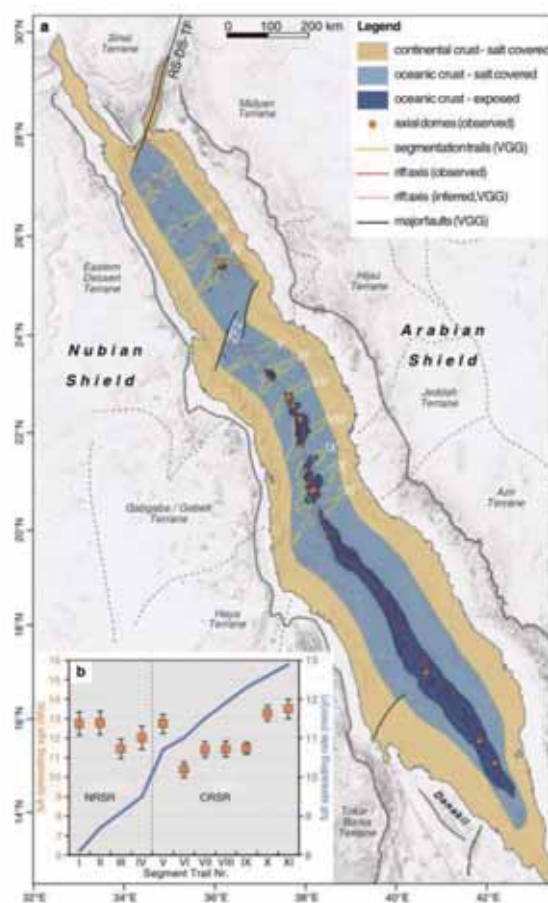 a
0 100 200 km
Legend
continental crust - salt covered
oceanic crust - salt covered
oceanic crust - exposed
axial domes (observed)
segmentation trails (VGG)
rift axis (observed)
rift axis (inferred, VGG)
major faults (VGG)
Sinai
Terrane
RS-DS-TF
Midyan
Terrane
Eastern
Desert
Terrane
Hijaz
Terrane
Nubian
Shield
Arabian
Shield
Jeddah
Terrane
Gabgaba / Gebeit
Terrane
Asir
Terrane
Haya
Terrane
Tokar
Barka
Terrane
Danakil
30°N
28°N
26°N
24°N
22°N
20°N
18°N
16°N
14°N
32°E
34°E
36°E
38°E
40°E
42°E
b
NRSR
CRSR
I II III IV V VI VII VIII IX X XI
Segment Trail Nr.